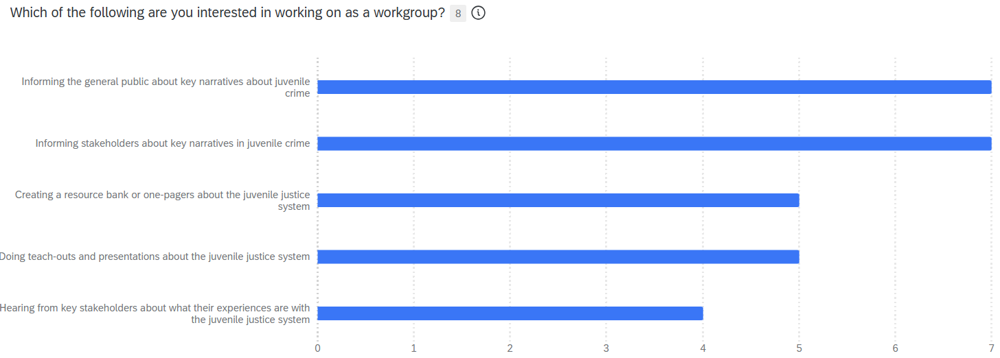 Which of the following are you interested in working on as a workgroup? 8
Informing the general public about key narratives about juvenile
crime
Informing stakeholders about key narratives in juvenile crime
Creating a resource bank or one-pagers about the juvenile justice
system
Doing teach-outs and presentations about the juvenile justice system
Hearing from key stakeholders about what their experiences are with
the juvenile justice system
0 1 2 3 4 5 6 7